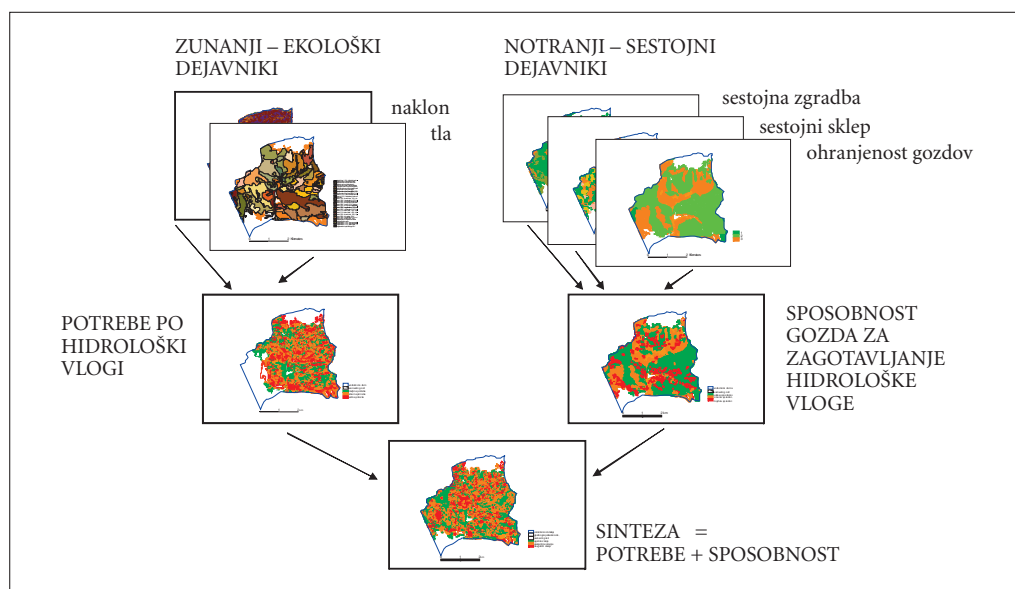 ZUNANJI – EKOLOŠKI
DEJAVNIKI
naklon
tla
NOTRANJI – SESTOJNI
DEJAVNIKI
sestojna zgradba
sestojni sklep
ohranjenost gozdov
POTREBE PO
HIDROLOŠKI
VLOGI
SPOSOBNOST
GOZDA ZA
ZAGOTAVLJANJE
HIDROLOŠKE
VLOGE
SINTEZA =
POTREBE + SPOSOBNOST